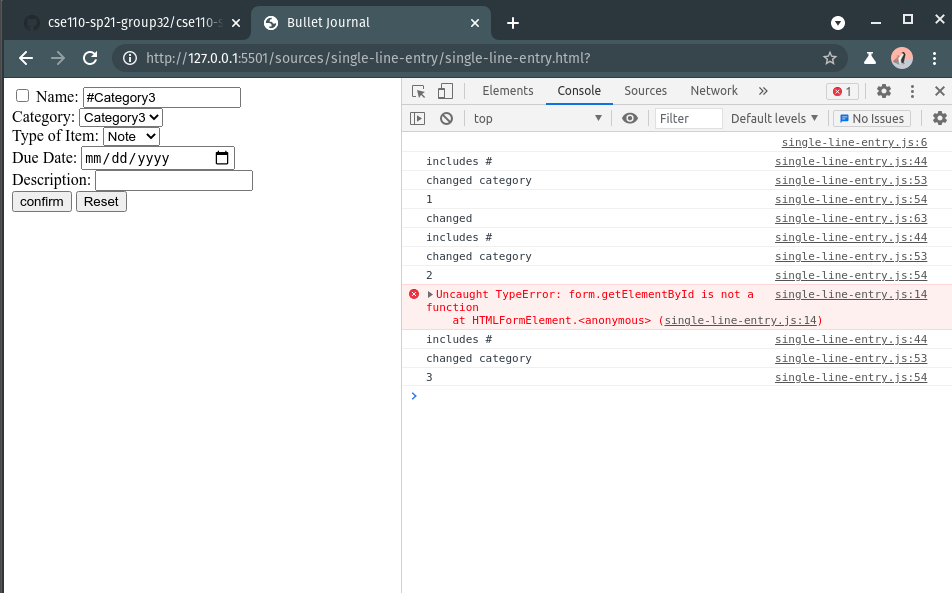 cse110-sp21-group32/cse110-s
Bullet Journal
http://127.0.0.1:5501/sources/single-line-entry/single-line-entry.html?
Name: #Category3
Category: Category3
Type of Item: Note
Due Date: mm/dd/yyyy
Description:
confirm Reset
Elements Console Sources Network » 1
top Filter Default levels No Issues
single-line-entry.js:6
includes # single-line-entry.js:44
changed category single-line-entry.js:53
1 single-line-entry.js:54
changed single-line-entry.js:63
includes # single-line-entry.js:44
changed category single-line-entry.js:53
2 single-line-entry.js:54
Uncaught TypeError: form.getElementById is not a single-line-entry.js:14
function
at HTMLFormElement.<anonymous> (single-line-entry.js:14)
includes # single-line-entry.js:44
changed category single-line-entry.js:53
3 single-line-entry.js:54